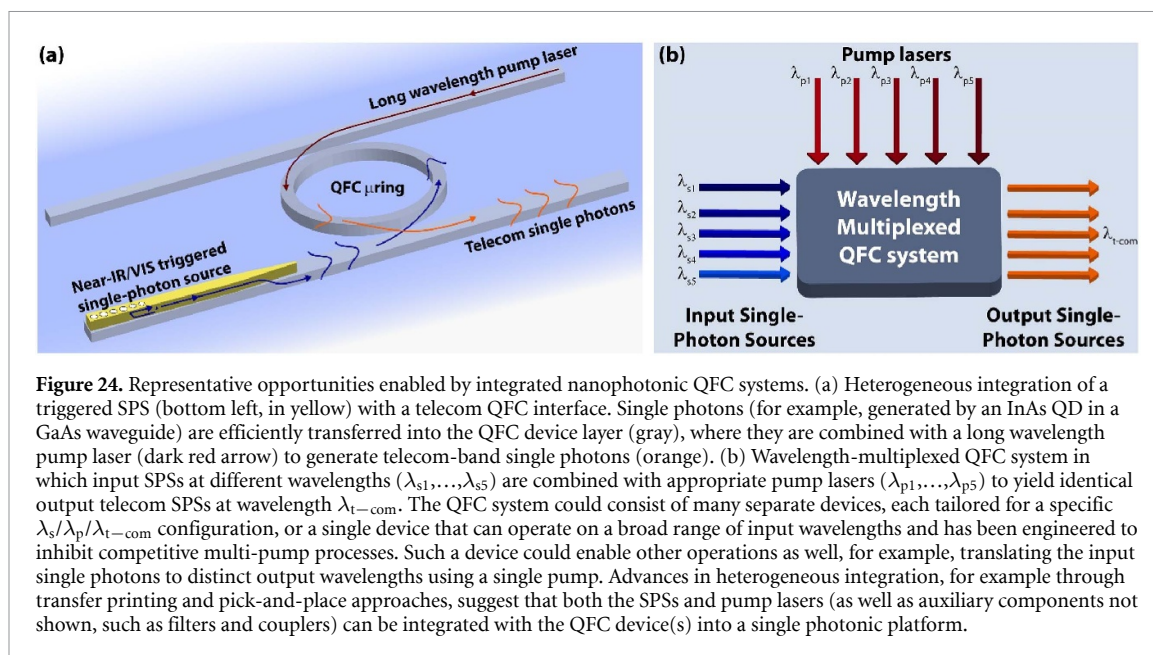 (a)
Long wavelength pump laser
QFC μring
Telecom single photons
Near-IR/VIS triggered
single-photon source
(b)
Pump lasers
λp1 λp2 λp3 λp4 λp5
λs1
λs2
λs3
λs4
λs5
Wavelength
Multiplexed
QFC system
λt-com
Input Single-
Photon Sources
Output Single-
Photon Sources
Figure 24. Representative opportunities enabled by integrated nanophotonic QFC systems. (a) Heterogeneous integration of a
triggered SPS (bottom left, in yellow) with a telecom QFC interface. Single photons (for example, generated by an InAs QD in a
GaAs waveguide) are efficiently transferred into the QFC device layer (gray), where they are combined with a long wavelength
pump laser (dark red arrow) to generate telecom-band single photons (orange). (b) Wavelength-multiplexed QFC system in
which input SPSs at different wavelengths (λs1,…,λs5) are combined with appropriate pump lasers (λp1,…,λp5) to yield identical
output telecom SPSs at wavelength λt−com. The QFC system could consist of many separate devices, each tailored for a specific
λs/λp/λt−com configuration, or a single device that can operate on a broad range of input wavelengths and has been engineered to
inhibit competitive multi-pump processes. Such a device could enable other operations as well, for example, translating the input
single photons to distinct output wavelengths using a single pump. Advances in heterogeneous integration, for example through
transfer printing and pick-and-place approaches, suggest that both the SPSs and pump lasers (as well as auxiliary components not
shown, such as filters and couplers) can be integrated with the QFC device(s) into a single photonic platform.